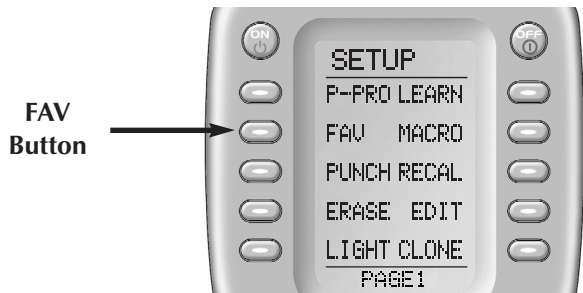 ON
OFF
SETUP
P-PRO LEARN
FAV MACRO
PUNCH RECAL
ERASE EDIT
LIGHT CLONE
PAGE1
FAV
Button